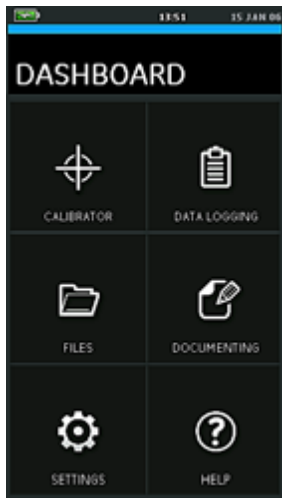 13:51 15 JAN 06
DASHBOARD
CALIBRATOR DATA LOGGING
FILES DOCUMENTING
SETTINGS HELP